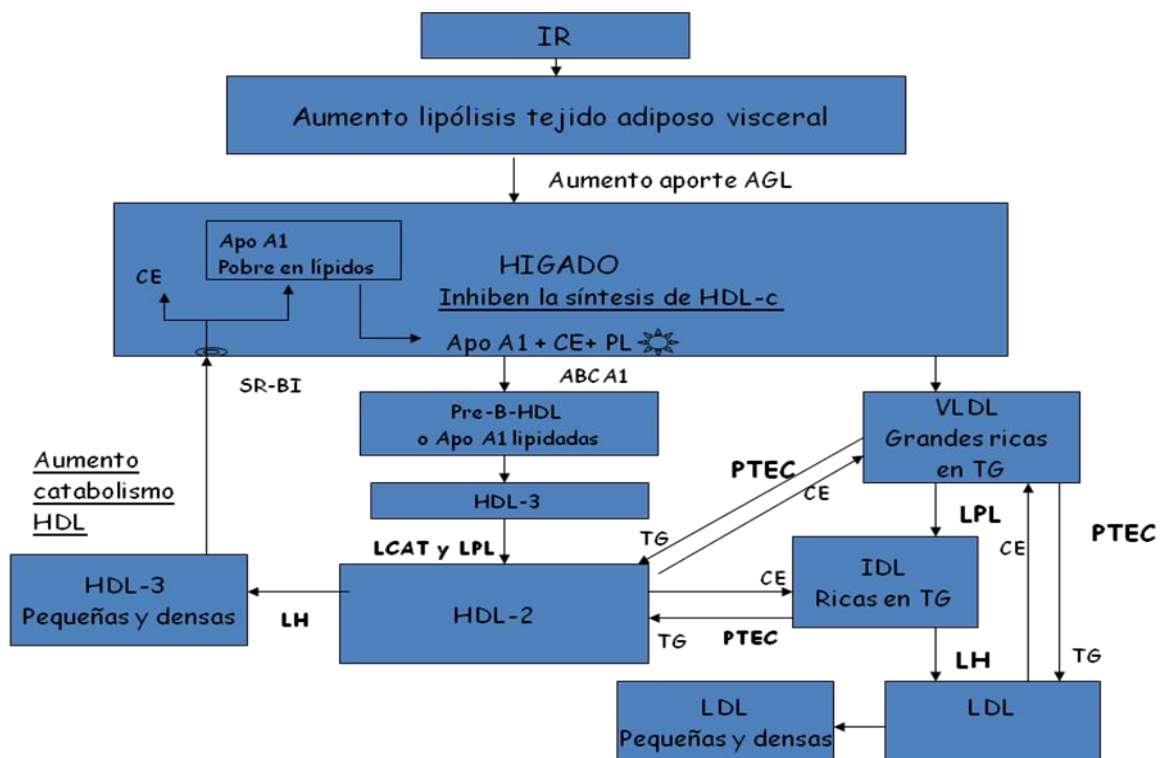 IR
Aumento lipólisis tejido adiposo visceral
Aumento aporte AGL
Apo A1
Pobre en lípidos
CE
HIGADO
Inhiben la síntesis de HDL-c
Apo A1 + CE+ PL
SR-BI
ABCA1
Pre-B-HDL
o Apo A1 lipidadas
VLDL
Grandes ricas
en TG
Aumento
catabolismo
HDL
PTEC
CE
HDL-3
LPL
CE
PTEC
LCAT y LPL
TG
HDL-3
Pequeñas y densas
LH
HDL-2
CE
TG
PTEC
IDL
Ricas en TG
LH
TG
LDL
Pequeñas y densas
LDL